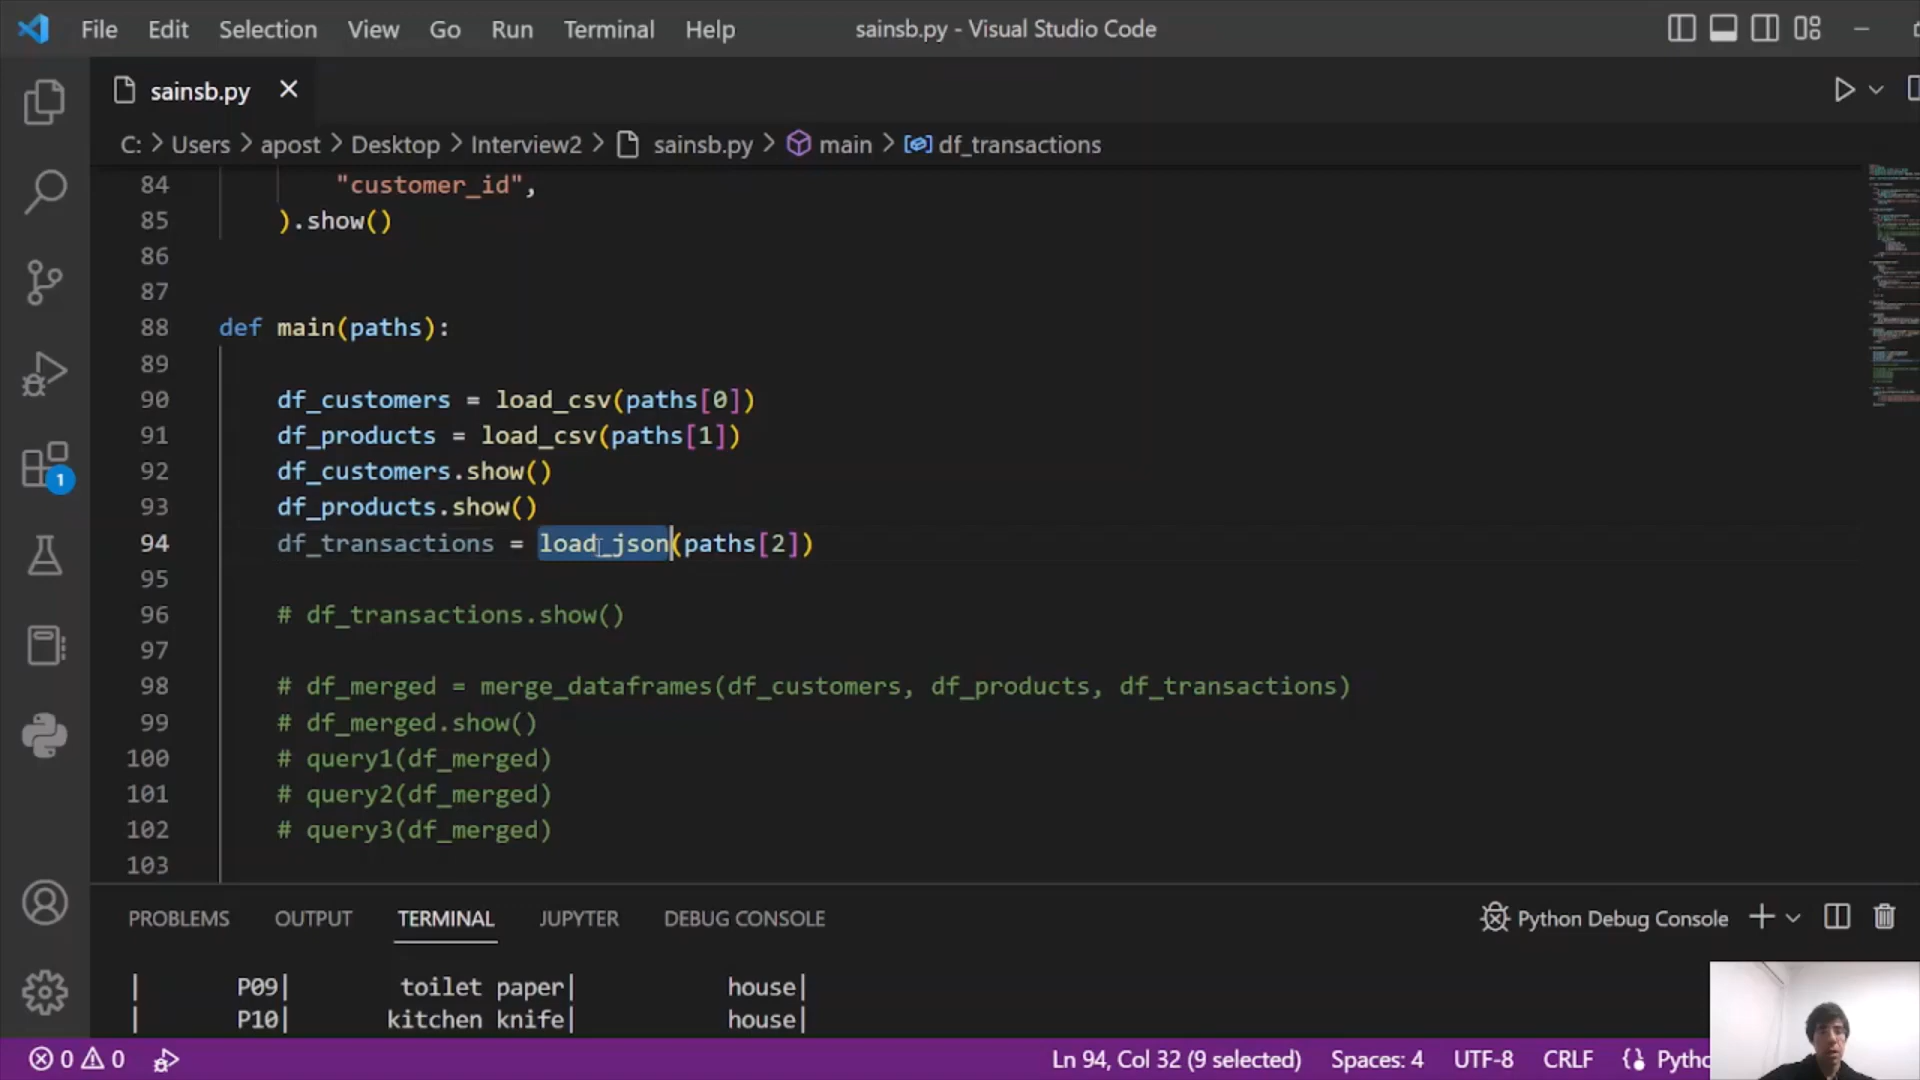 File Edit Selection View Go Run Terminal Help sainsb.py - Visual Studio Code
sainsb.py
C: > Users > apost > Desktop > Interview2 > sainsb.py > main > df_transactions
84 "customer_id",
85 ).show()
86
87
88 def main(paths):
89
90 df_customers = load_csv(paths[0])
91 df_products = load_csv(paths[1])
92 df_customers.show()
93 df_products.show()
94 df_transactions = load_json(paths[2])
95
96 # df_transactions.show()
97
98 # df_merged = merge_dataframes(df_customers, df_products, df_transactions)
99 # df_merged.show()
100 # query1(df_merged)
101 # query2(df_merged)
102 # query3(df_merged)
103
1
PROBLEMS OUTPUT TERMINAL JUPYTER DEBUG CONSOLE Python Debug Console
| P09| toilet paper| house|
| P10| kitchen knife| house|
0 0 Ln 94, Col 32 (9 selected) Spaces: 4 UTF-8 CRLF Pytho